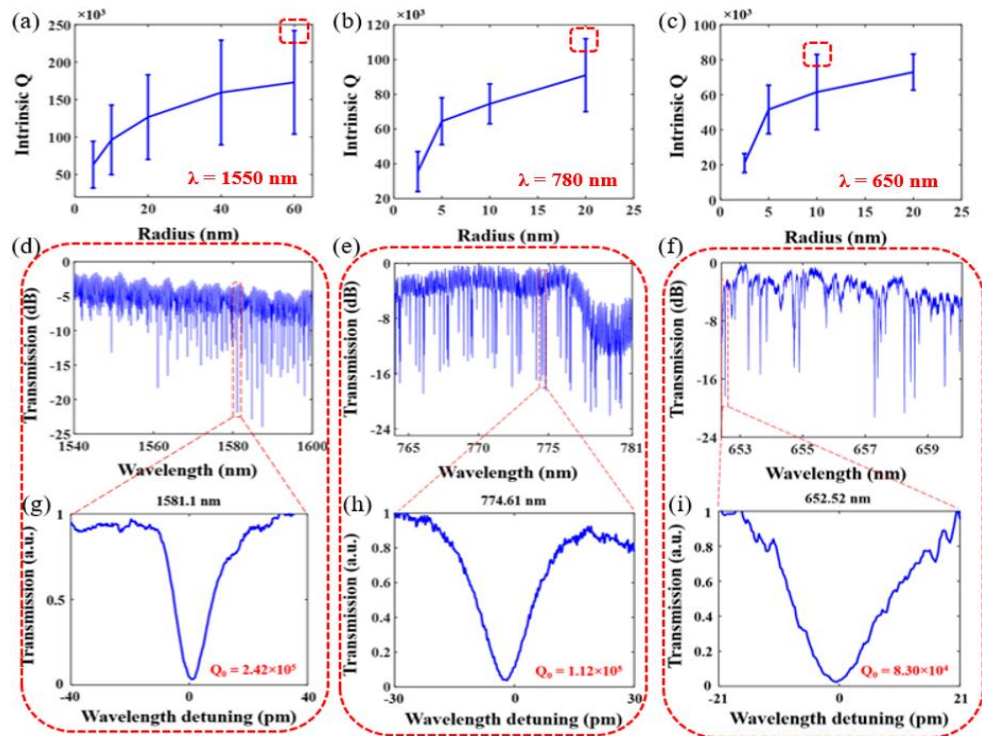 (a) ×10³
250
200
150
100
50
0 20 40 60
Intrinsic Q
Radius (nm)
λ = 1550 nm
(b) ×10³
120
100
80
60
40
20
0 5 10 15 20 25
Intrinsic Q
Radius (nm)
λ = 780 nm
(c) ×10³
100
80
60
40
20
0
0 5 10 15 20 25
Intrinsic Q
Radius (nm)
λ = 650 nm
(d)
0
-5
-10
-15
-20
-25
1540 1560 1580 1600
Transmission (dB)
Wavelength (nm)
(e)
0
-8
-16
-24
765 770 775 781
Transmission (dB)
Wavelength (nm)
(f)
0
-8
-16
-24
653 655 657 659
Transmission (dB)
Wavelength (nm)
(g) 1581.1 nm
1
0.5
0
-40 0 40
Transmission (a.u.)
Wavelength detuning (pm)
Q₀ = 2.42×10⁵
(h) 774.61 nm
1
0.8
0.6
0.4
0.2
0
-30 0 30
Transmission (a.u.)
Wavelength detuning (pm)
Q₀ = 1.12×10⁵
(i) 652.52 nm
1
0.8
0.6
0.4
0.2
0
-21 0 21
Transmission (a.u.)
Wavelength detuning (pm)
Q₀ = 8.30×10⁴